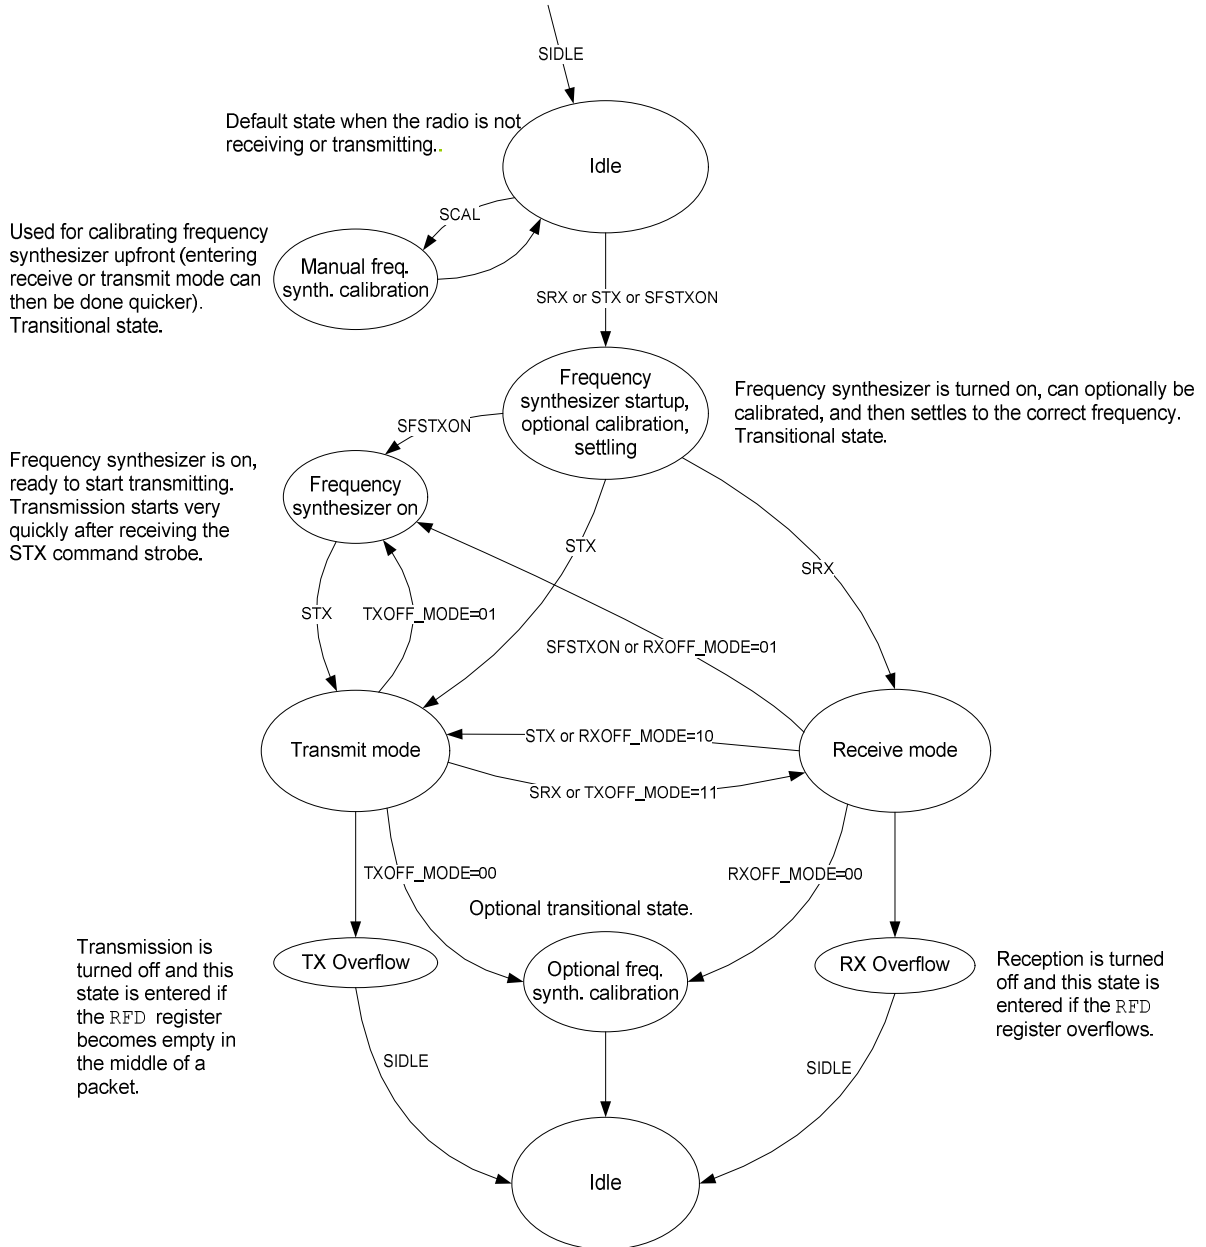 SIDLE
Default state when the radio is not
receiving or transmitting..
Idle
SCAL
Used for calibrating frequency
synthesizer upfront (entering
receive or transmit mode can
then be done quicker).
Transitional state.
Manual freq.
synth. calibration
SRX or STX or SFSTXON
Frequency
synthesizer startup,
optional calibration,
settling
Frequency synthesizer is turned on, can optionally be
calibrated, and then settles to the correct frequency.
Transitional state.
SFSTXON
Frequency synthesizer is on,
ready to start transmitting.
Transmission starts very
quickly after receiving the
STX command strobe.
Frequency
synthesizer on
STX
SRX
STX
TXOFF_MODE=01
SFSTXON or RXOFF_MODE=01
Transmit mode
STX or RXOFF_MODE=10
Receive mode
SRX or TXOFF_MODE=11
TXOFF_MODE=00
RXOFF_MODE=00
Optional transitional state.
Transmission is
turned off and this
state is entered if
the RFD register
becomes empty in
the middle of a
packet.
TX Overflow
Optional freq.
synth. calibration
RX Overflow
Reception is turned
off and this state is
entered if the RFD
register overflows.
SIDLE
SIDLE
Idle